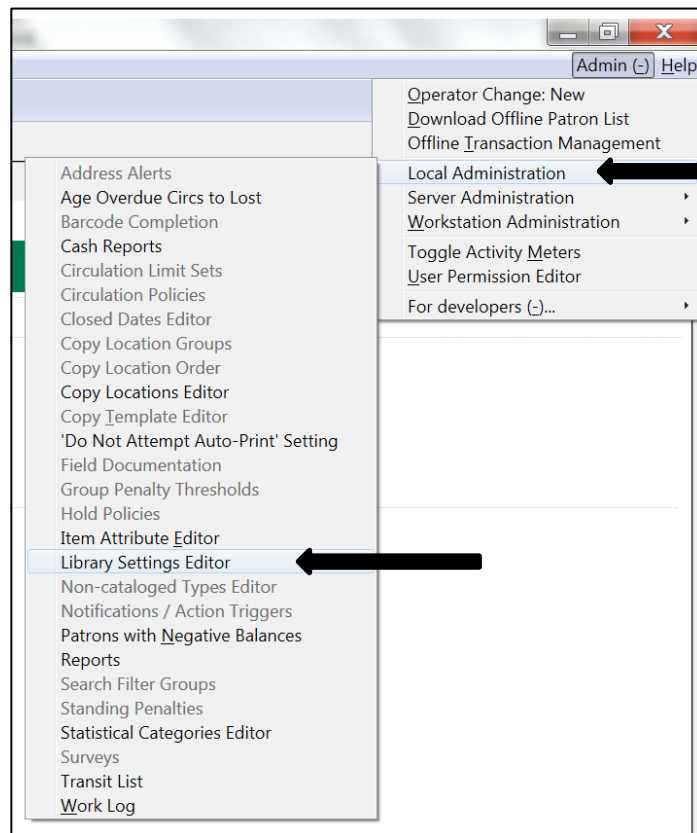 Admin (-) Help
Operator Change: New
Download Offline Patron List
Offline Transaction Management
Local Administration
Server Administration
Workstation Administration
Toggle Activity Meters
User Permission Editor
For developers (-)...
Address Alerts
Age Overdue Circs to Lost
Barcode Completion
Cash Reports
Circulation Limit Sets
Circulation Policies
Closed Dates Editor
Copy Location Groups
Copy Location Order
Copy Locations Editor
Copy Template Editor
'Do Not Attempt Auto-Print' Setting
Field Documentation
Group Penalty Thresholds
Hold Policies
Item Attribute Editor
Library Settings Editor
Non-cataloged Types Editor
Notifications / Action Triggers
Patrons with Negative Balances
Reports
Search Filter Groups
Standing Penalties
Statistical Categories Editor
Surveys
Transit List
Work Log